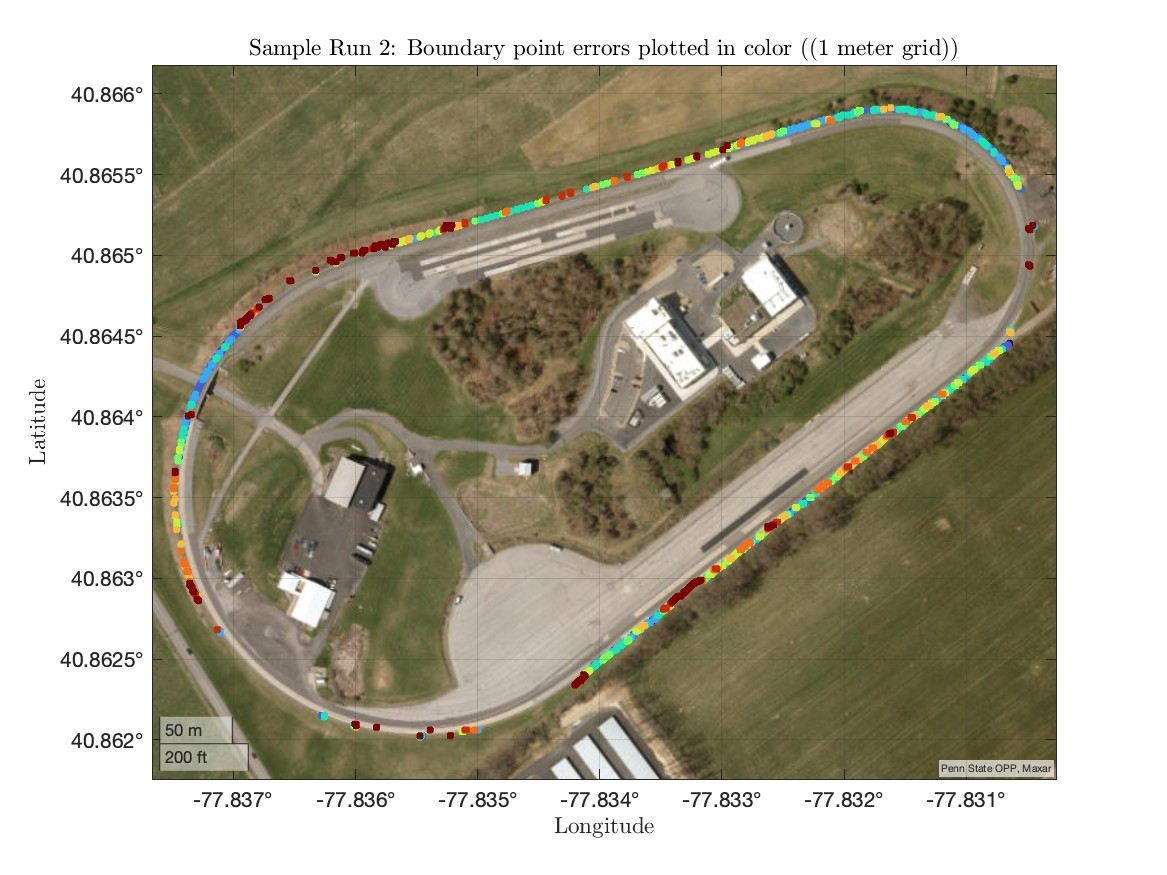 Sample Run 2: Boundary point errors plotted in color ((1 meter grid))
40.866°
40.8655°
40.865°
40.8645°
40.864°
40.8635°
40.863°
40.8625°
40.862°
Latitude
50 m
200 ft
Penn State OPP, Maxar
-77.837°
-77.836°
-77.835°
-77.834°
-77.833°
-77.832°
-77.831°
Longitude